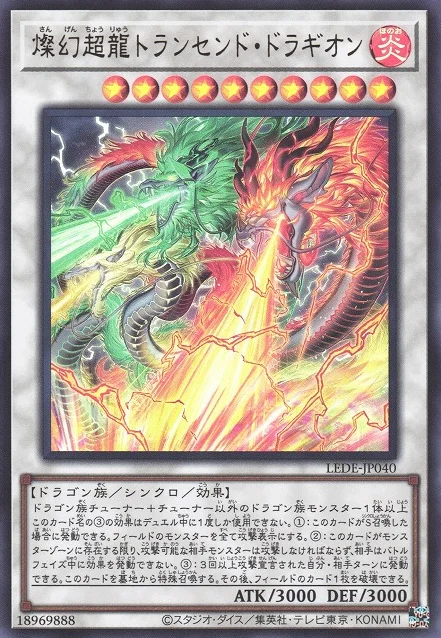 燦幻超龍トランセンド・ドラギオン
さん げん ちょう りゅう
ほのお
炎
LEDE-JP040
【ドラゴン族／シンクロ／効果】
ドラゴン族チューナー＋チューナー以外のドラゴン族モンスター1体以上
このカード名の③の効果はデュエル中に1度しか使用できない。①：このカードがS召喚した
場合に発動できる。フィールドのモンスターを全て攻撃表示にする。②：このカードがモンス
ターゾーンに存在する限り、攻撃可能な相手モンスターは攻撃しなければならず、相手はバトル
フェイズ中に効果を発動できない。③：3回以上攻撃宣言された自分・相手ターンに発動でき
る。このカードを墓地から特殊召喚する。その後、フィールドのカード1枚を破壊できる。
ATK/3000 DEF/3000
18969888
©スタジオ・ダイス／集英社・テレビ東京・KONAMI